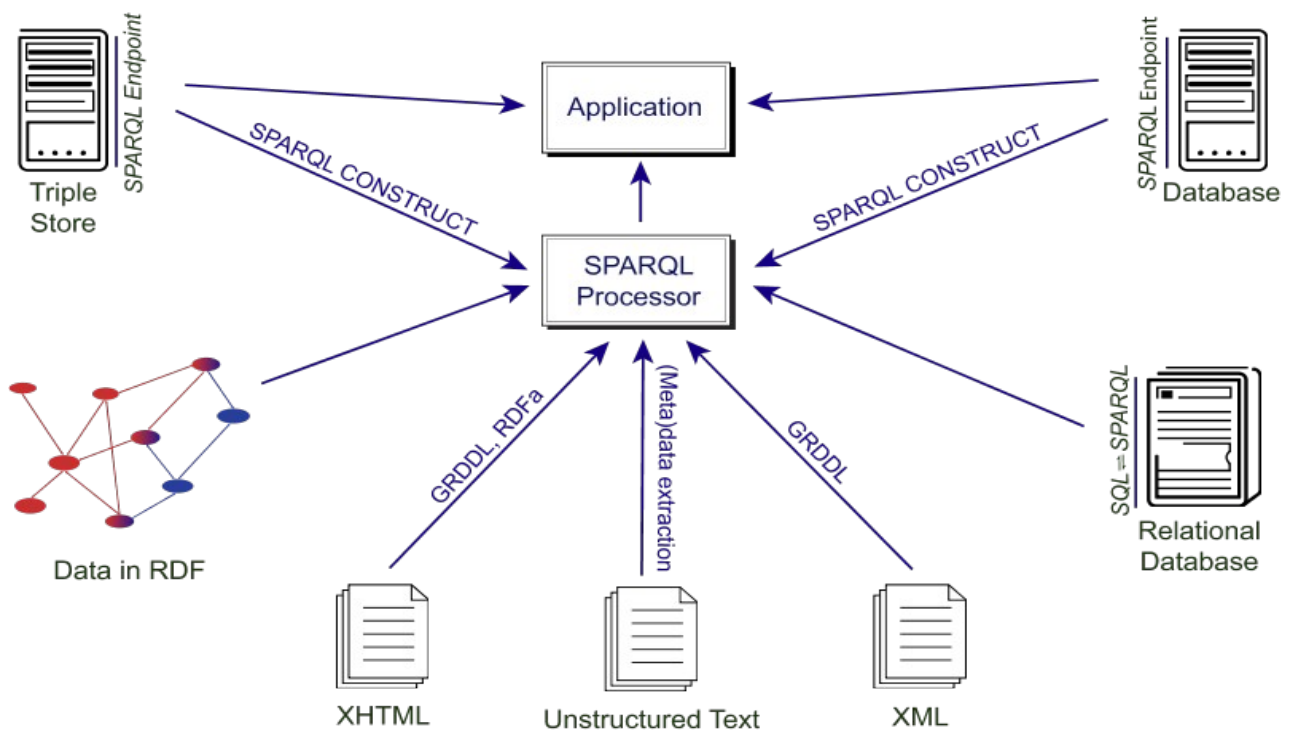 SPARQL Endpoint
Triple
Store
Application
SPARQL Endpoint
Database
SPARQL CONSTRUCT
SPARQL CONSTRUCT
SPARQL
Processor
Data in RDF
GRDDL, RDFa
(Meta)data extraction
GRDDL
SQL ⇌ SPARQL
Relational
Database
XHTML
Unstructured Text
XML